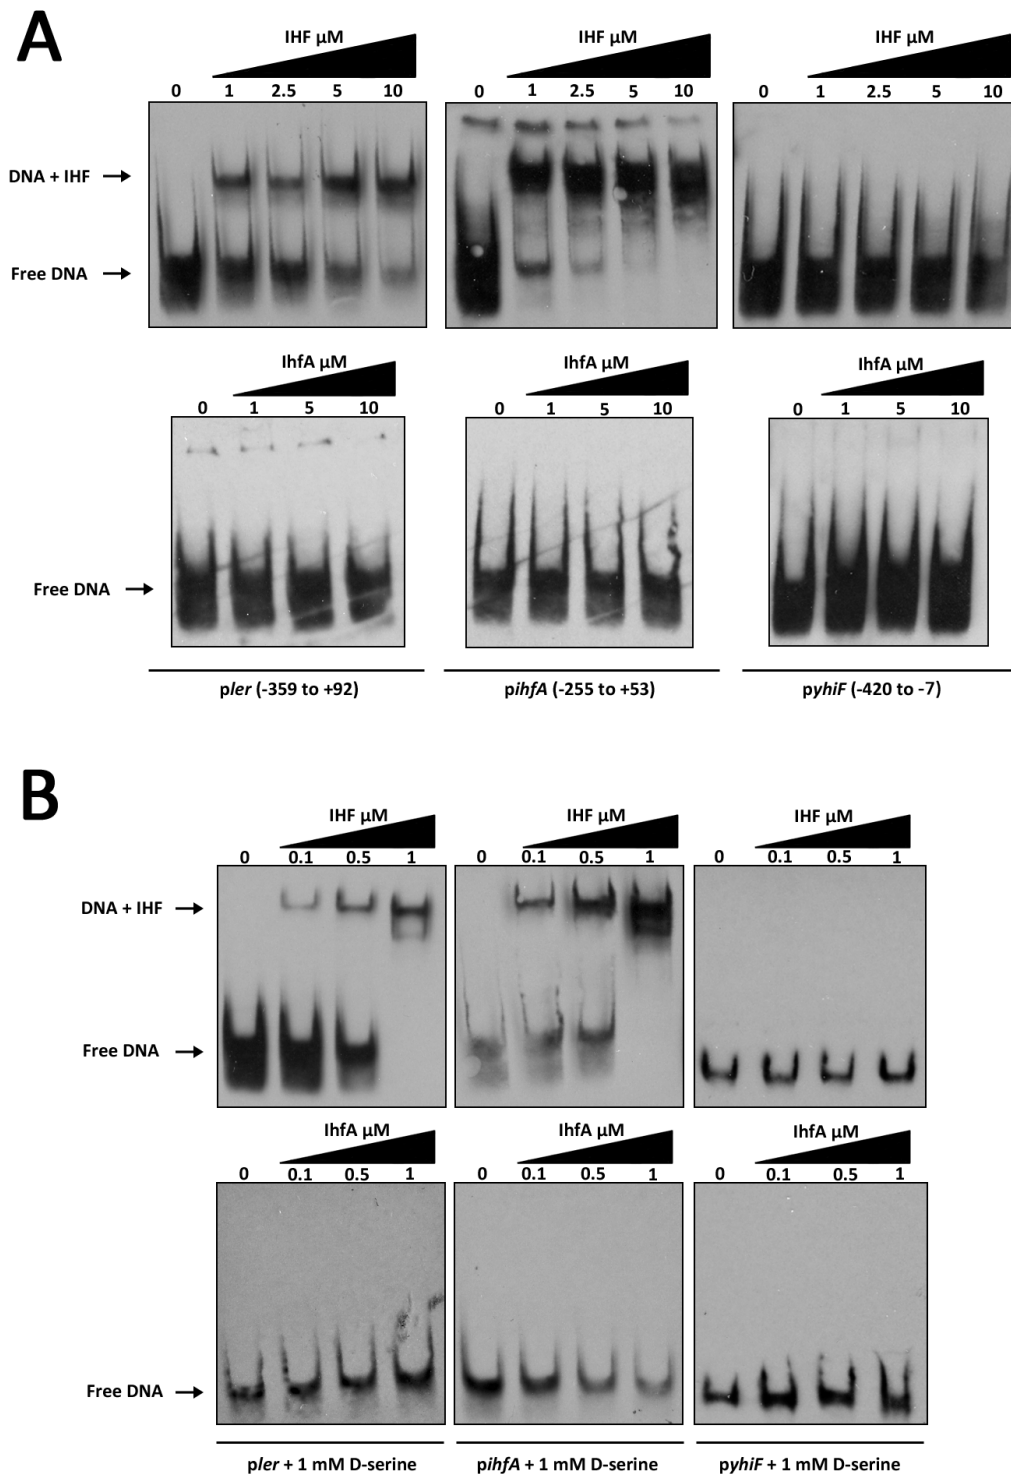 A
IHF µM IHF µM IHF µM
0 1 2.5 5 10 0 1 2.5 5 10 0 1 2.5 5 10
DNA + IHF
Free DNA
IhfA µM IhfA µM IhfA µM
0 1 5 10 0 1 5 10 0 1 5 10
Free DNA
pler (-359 to +92) pihfA (-255 to +53) pyhiF (-420 to -7)
B
IHF µM IHF µM IHF µM
0 0.1 0.5 1 0 0.1 0.5 1 0 0.1 0.5 1
DNA + IHF
Free DNA
IhfA µM IhfA µM IhfA µM
0 0.1 0.5 1 0 0.1 0.5 1 0 0.1 0.5 1
Free DNA
pler + 1 mM D-serine pihfA + 1 mM D-serine pyhiF + 1 mM D-serine